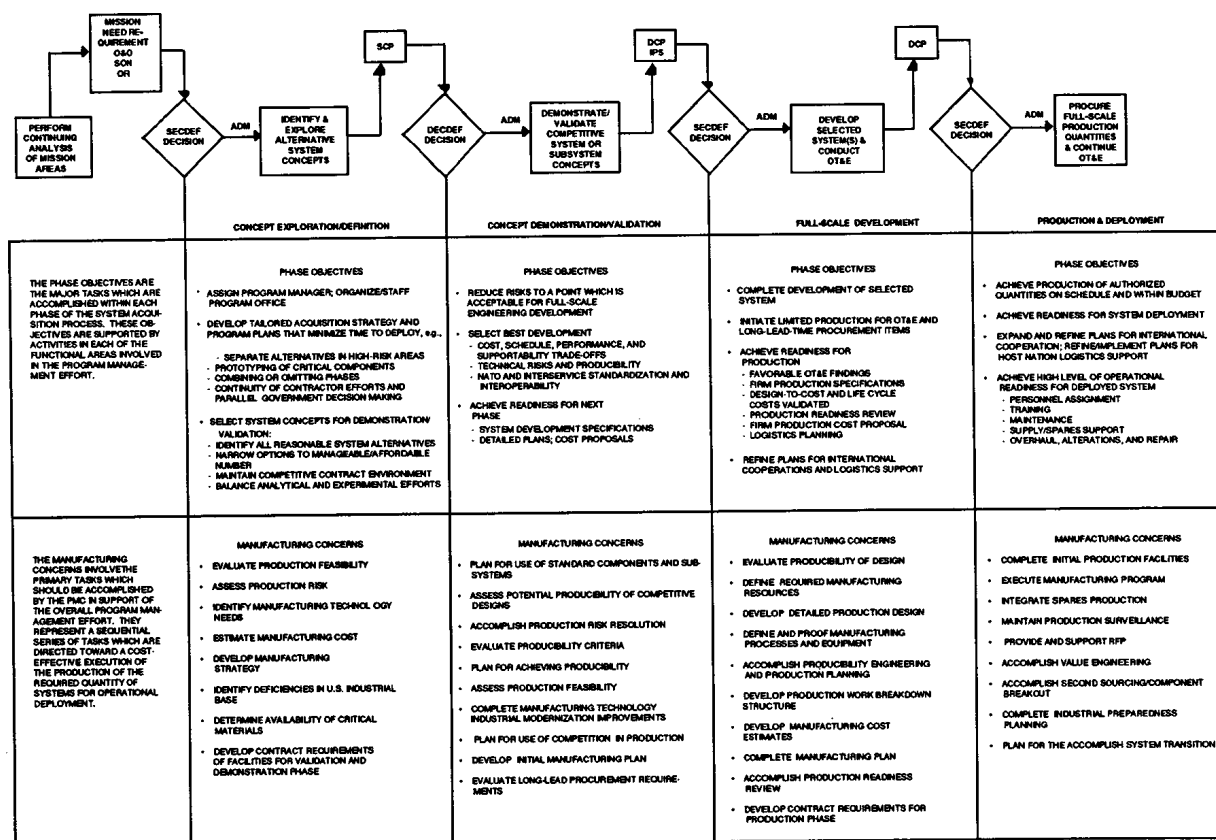 MISSION
NEED RE-
QUIREMENT
O&O
SON
OR
PERFORM
CONTINUING
ANALYSIS
OF MISSION
AREAS
SECDEF
DECISION
ADM
IDENTIFY &
EXPLORE
ALTERNATIVE
SYSTEM
CONCEPTS
SCP
DECDEF
DECISION
ADM
DEMONSTRATE/
VALIDATE
COMPETITIVE
SYSTEM OR
SUBSYSTEM
CONCEPTS
DCP
IPS
SECDEF
DECISION
ADM
DEVELOP
SELECTED
SYSTEM(S) &
CONDUCT
OT&E
DCP
SECDEF
DECISION
ADM
PROCURE
FULL-SCALE
PRODUCTION
QUANTITIES
& CONTINUE
OT&E
CONCEPT EXPLORATION/DEFINITION
CONCEPT DEMONSTRATION/VALIDATION
FULL-SCALE DEVELOPMENT
PRODUCTION & DEPLOYMENT
THE PHASE OBJECTIVES ARE
THE MAJOR TASKS WHICH ARE
ACCOMPLISHED WITHIN EACH
PHASE OF THE SYSTEM ACQUI-
SITION PROCESS. THESE OB-
JECTIVES ARE SUPPORTED BY
ACTIVITIES IN EACH OF THE
FUNCTIONAL AREAS INVOLVED
IN THE PROGRAM MANAGE-
MENT EFFORT.
PHASE OBJECTIVES
• ASSIGN PROGRAM MANAGER; ORGANIZE/STAFF
PROGRAM OFFICE
• DEVELOP TAILORED ACQUISITION STRATEGY AND
PROGRAM PLANS THAT MINIMIZE TIME TO DEPLOY, e.g.,
- SEPARATE ALTERNATIVES IN HIGH-RISK AREAS
- PROTOTYPING OF CRITICAL COMPONENTS
- COMBINING OR OMITTING PHASES
- CONTINUITY OF CONTRACTOR EFFORTS AND
PARALLEL GOVERNMENT DECISION MAKING
• SELECT SYSTEM CONCEPTS FOR DEMONSTRATION/
VALIDATION:
- IDENTIFY ALL REASONABLE SYSTEM ALTERNATIVES
- NARROW OPTIONS TO MANAGEABLE/AFFORDABLE
NUMBER
- MAINTAIN COMPETITIVE CONTRACT ENVIRONMENT
- BALANCE ANALYTICAL AND EXPERIMENTAL EFFORTS
PHASE OBJECTIVES
• REDUCE RISKS TO A POINT WHICH IS
ACCEPTABLE FOR FULL-SCALE
ENGINEERING DEVELOPMENT
• SELECT BEST DEVELOPMENT
- COST, SCHEDULE, PERFORMANCE, AND
SUPPORTABILITY TRADE-OFFS
- TECHNICAL RISKS AND PRODUCIBILITY
- NATO AND INTERSERVICE STANDARDIZATION AND
INTEROPERABILITY
• ACHIEVE READINESS FOR NEXT
PHASE
- SYSTEM DEVELOPMENT SPECIFICATIONS
- DETAILED PLANS; COST PROPOSALS
PHASE OBJECTIVES
• COMPLETE DEVELOPMENT OF SELECTED
SYSTEM
• INITIATE LIMITED PRODUCTION FOR OT&E AND
LONG-LEAD-TIME PROCUREMENT ITEMS
• ACHIEVE READINESS FOR
PRODUCTION
- FAVORABLE OT&E FINDINGS
- FIRM PRODUCTION SPECIFICATIONS
- DESIGN-TO-COST AND LIFE CYCLE
COSTS VALIDATED
- PRODUCTION READINESS REVIEW
- FIRM PRODUCTION COST PROPOSAL
- LOGISTICS PLANNING
• REFINE PLANS FOR INTERNATIONAL
COOPERATIONS AND LOGISTICS SUPPORT
PHASE OBJECTIVES
• ACHIEVE PRODUCTION OF AUTHORIZED
QUANTITIES ON SCHEDULE AND WITHIN BUDGET
• ACHIEVE READINESS FOR SYSTEM DEPLOYMENT
• EXPAND AND REFINE PLANS FOR INTERNATIONAL
COOPERATION; REFINE/IMPLEMENT PLANS FOR
HOST NATION LOGISTICS SUPPORT
• ACHIEVE HIGH LEVEL OF OPERATIONAL
READINESS FOR DEPLOYED SYSTEM
- PERSONNEL ASSIGNMENT
- TRAINING
- MAINTENANCE
- SUPPLY/SPARES SUPPORT
- OVERHAUL, ALTERATIONS, AND REPAIR
THE MANUFACTURING
CONCERNS INVOLVETHE
PRIMARY TASKS WHICH
SHOULD BE ACCOMPLISHED
BY THE PMC IN SUPPORT OF
THE OVERALL PROGRAM MAN-
AGEMENT EFFORT. THEY
REPRESENT A SEQUENTIAL
SERIES OF TASKS WHICH ARE
DIRECTED TOWARD A COST-
EFFECTIVE EXECUTION OF
THE PRODUCTION OF THE
REQUIRED QUANTITY OF
SYSTEMS FOR OPERATIONAL
DEPLOYMENT.
MANUFACTURING CONCERNS
• EVALUATE PRODUCTION FEASIBILITY
• ASSESS PRODUCTION RISK
• IDENTIFY MANUFACTURING TECHNOLOGY
NEEDS
• ESTIMATE MANUFACTURING COST
• DEVELOP MANUFACTURING
STRATEGY
• IDENTIFY DEFICIENCIES IN U.S. INDUSTRIAL
BASE
• DETERMINE AVAILABILITY OF CRITICAL
MATERIALS
• DEVELOP CONTRACT REQUIREMENTS
OF FACILITIES FOR VALIDATION AND
DEMONSTRATION PHASE
MANUFACTURING CONCERNS
• PLAN FOR USE OF STANDARD COMPONENTS AND SUB-
SYSTEMS
• ASSESS POTENTIAL PRODUCIBILITY OF COMPETITIVE
DESIGNS
• ACCOMPLISH PRODUCTION RISK RESOLUTION
• EVALUATE PRODUCIBILITY CRITERIA
• PLAN FOR ACHIEVING PRODUCIBILITY
• ASSESS PRODUCTION FEASIBILITY
• COMPLETE MANUFACTURING TECHNOLOGY
INDUSTRIAL MODERNIZATION IMPROVEMENTS
• PLAN FOR USE OF COMPETITION IN PRODUCTION
• DEVELOP INITIAL MANUFACTURING PLAN
• EVALUATE LONG-LEAD PROCUREMENT REQUIRE-
MENTS
MANUFACTURING CONCERNS
• EVALUATE PRODUCIBILITY OF DESIGN
• DEFINE REQUIRED MANUFACTURING
RESOURCES
• DEVELOP DETAILED PRODUCTION DESIGN
• DEFINE AND PROOF MANUFACTURING
PROCESSES AND EQUIPMENT
• ACCOMPLISH PRODUCIBILITY ENGINEERING
AND PRODUCTION PLANNING
• DEVELOP PRODUCTION WORK BREAKDOWN
STRUCTURE
• DEVELOP MANUFACTURING COST
ESTIMATES
• COMPLETE MANUFACTURING PLAN
• ACCOMPLISH PRODUCTION READINESS
REVIEW
• DEVELOP CONTRACT REQUIREMENTS FOR
PRODUCTION PHASE
MANUFACTURING CONCERNS
• COMPLETE INITIAL PRODUCTION FACILITIES
• EXECUTE MANUFACTURING PROGRAM
• INTEGRATE SPARES PRODUCTION
• MAINTAIN PRODUCTION SURVEILLANCE
• PROVIDE AND SUPPORT RFP
• ACCOMPLISH VALUE ENGINEERING
• ACCOMPLISH SECOND SOURCING/COMPONENT
BREAKOUT
• COMPLETE INDUSTRIAL PREPAREDNESS
PLANNING
• PLAN FOR THE ACCOMPLISH SYSTEM TRANSITION